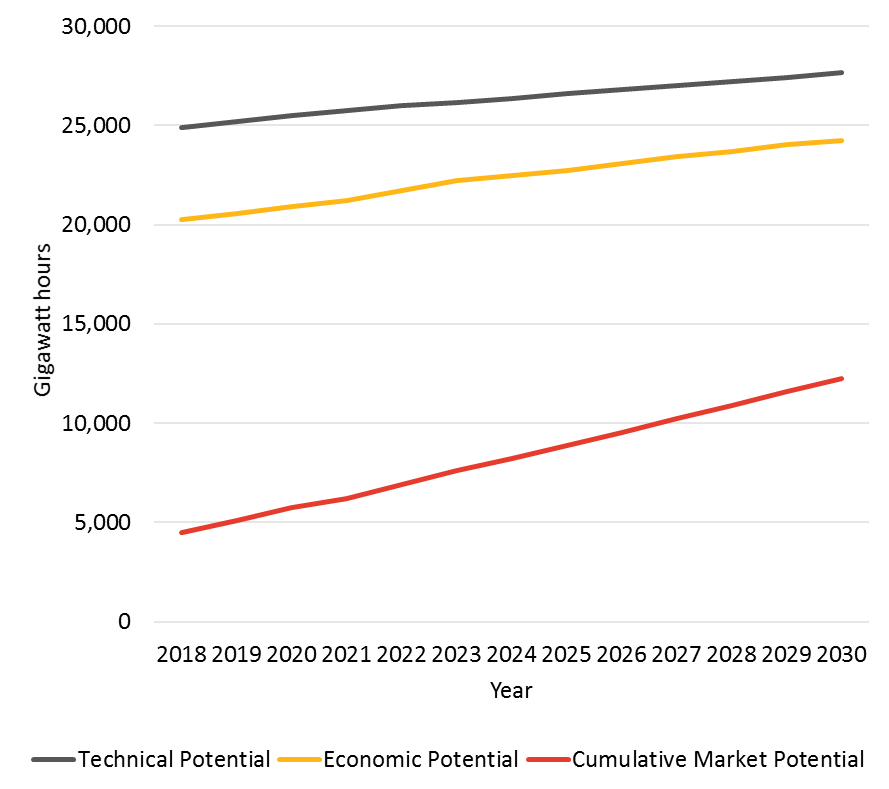 30,000
25,000
20,000
15,000
10,000
5,000
0
Gigawatt hours
2018 2019 2020 2021 2022 2023 2024 2025 2026 2027 2028 2029 2030
Year
Technical Potential Economic Potential Cumulative Market Potential